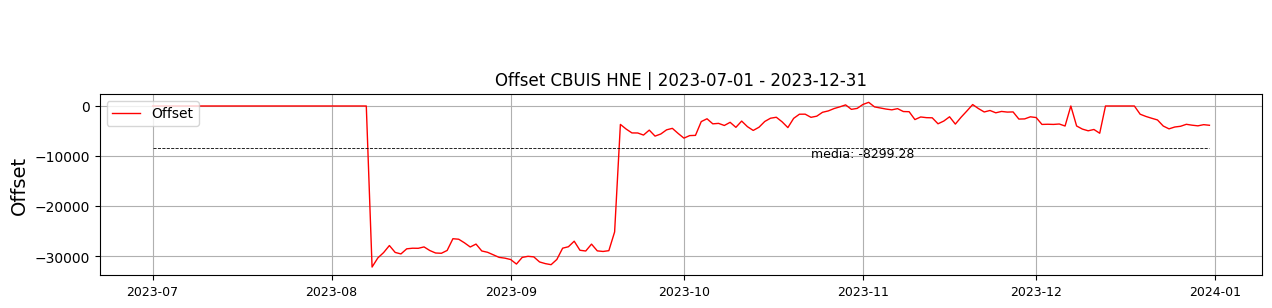 Offset CBUIS HNE | 2023-07-01 - 2023-12-31
Offset
Offset
0
−10000
−20000
−30000
media: -8299.28
2023-07
2023-08
2023-09
2023-10
2023-11
2023-12
2024-01